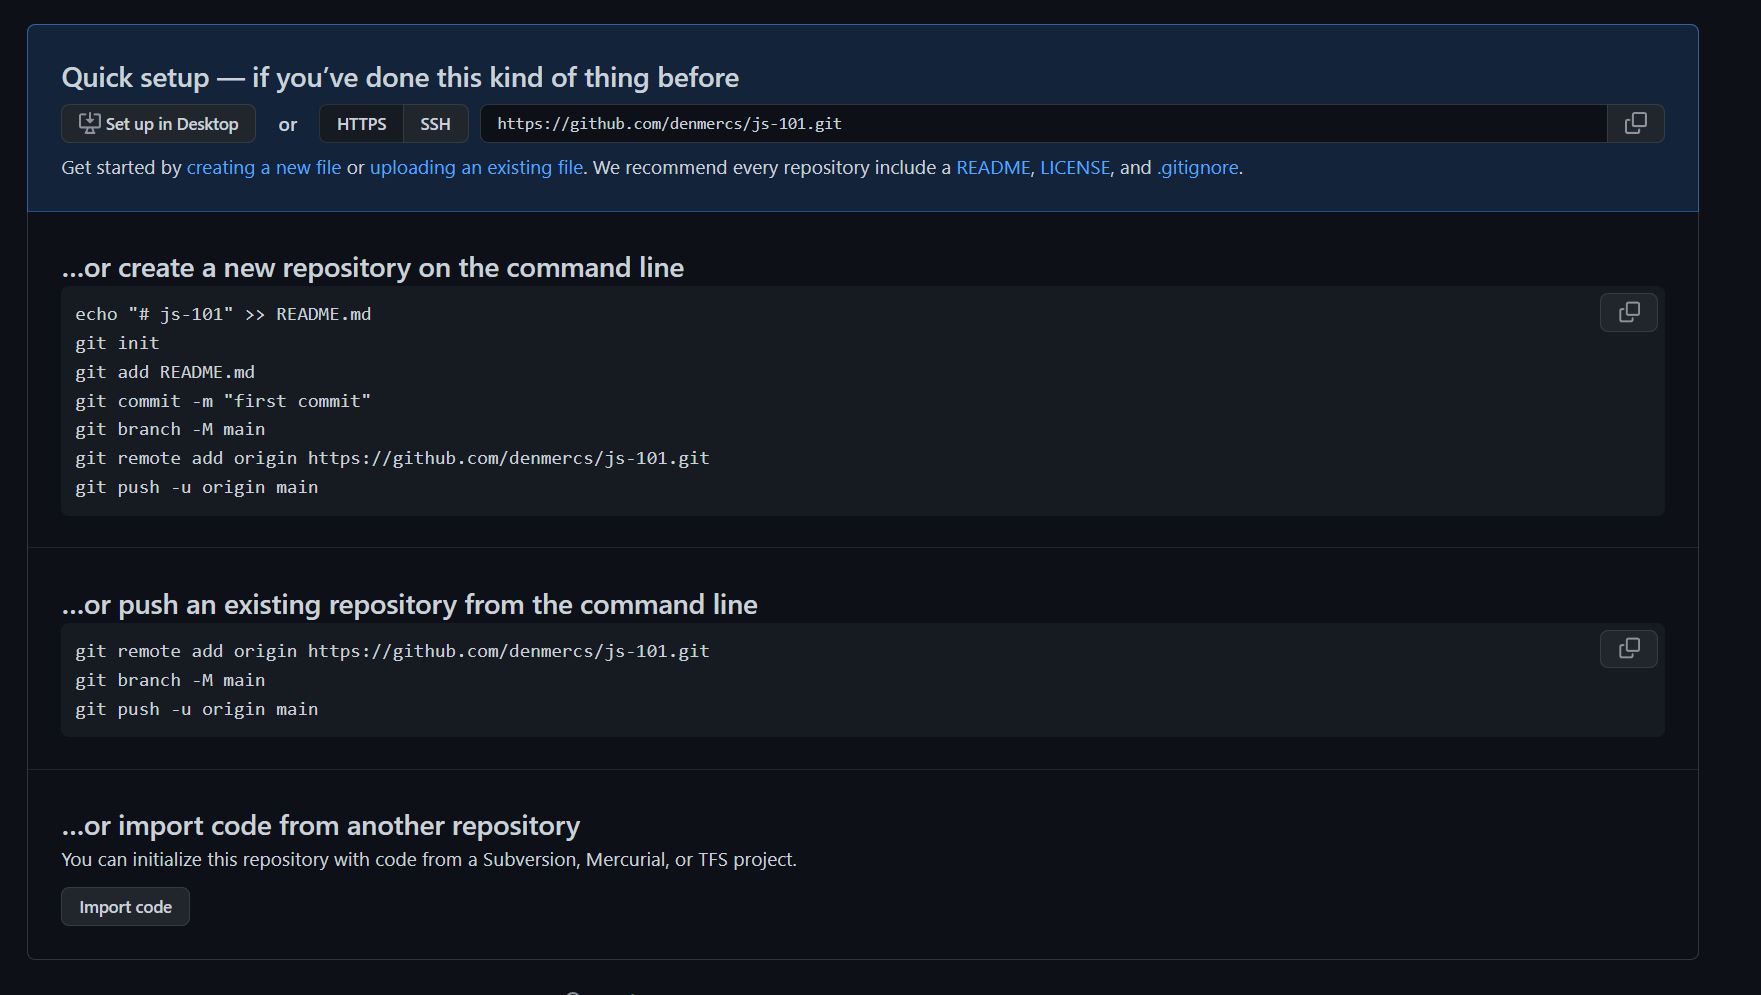 Quick setup — if you’ve done this kind of thing before
Set up in Desktop or HTTPS SSH https://github.com/denmercs/js-101.git
Get started by creating a new file or uploading an existing file. We recommend every repository include a README, LICENSE, and .gitignore.
…or create a new repository on the command line
echo "# js-101" >> README.md
git init
git add README.md
git commit -m "first commit"
git branch -M main
git remote add origin https://github.com/denmercs/js-101.git
git push -u origin main
…or push an existing repository from the command line
git remote add origin https://github.com/denmercs/js-101.git
git branch -M main
git push -u origin main
…or import code from another repository
You can initialize this repository with code from a Subversion, Mercurial, or TFS project.
Import code